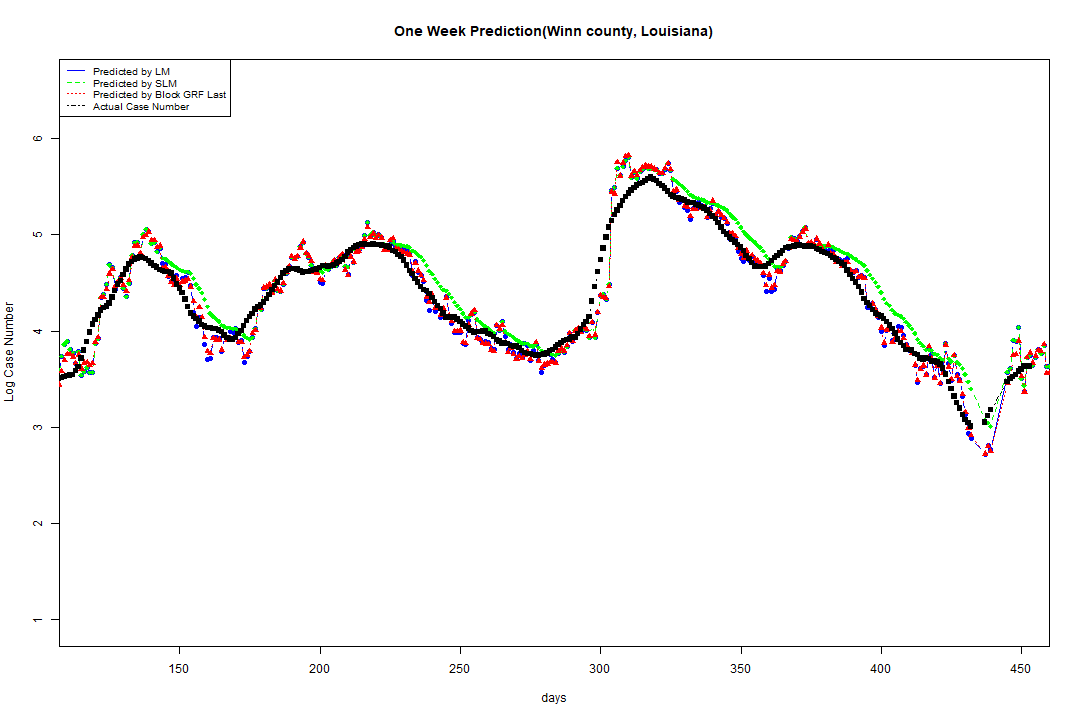 One Week Prediction(Winn county, Louisiana)
Predicted by LM
Predicted by SLM
Predicted by Block GRF Last
Actual Case Number
Log Case Number
6
5
4
3
2
1
150 200 250 300 350 400 450
days